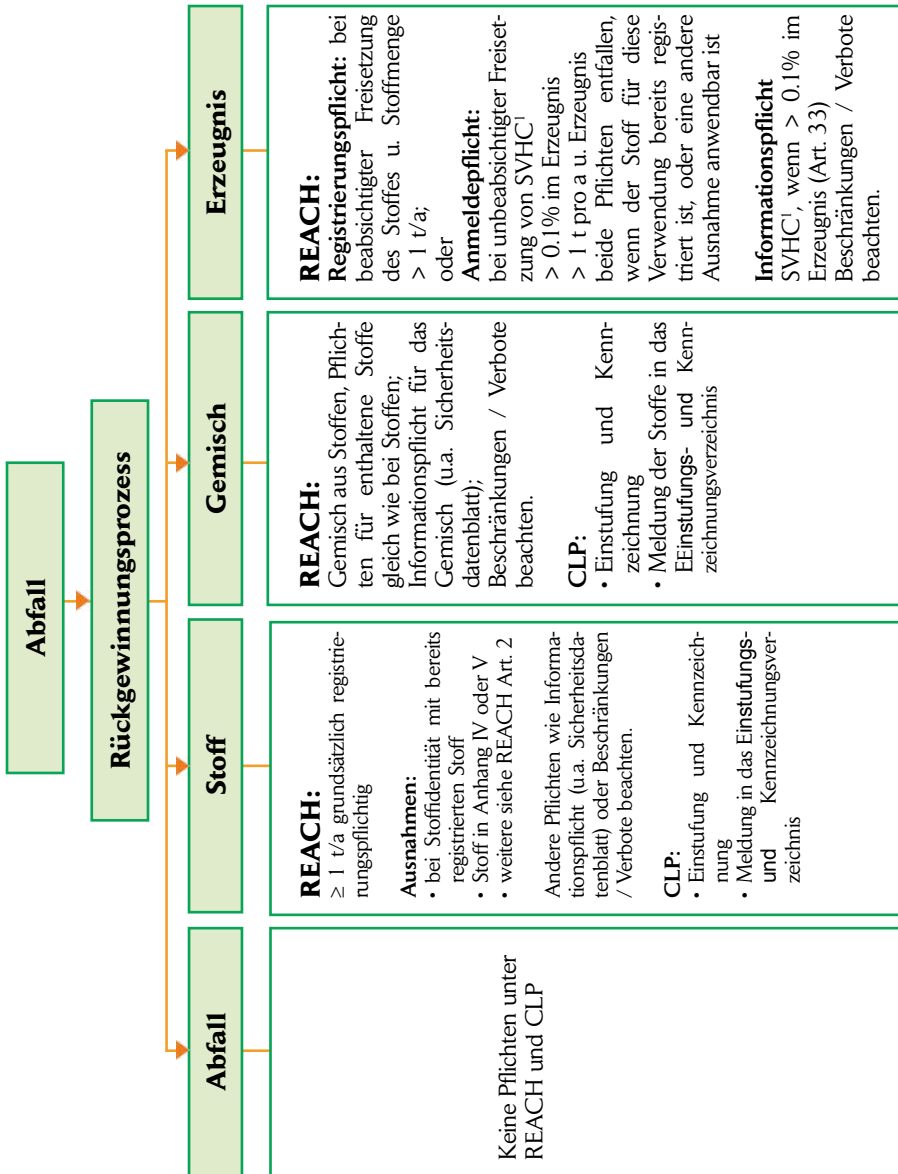 Abfall
Rückgewinnungsprozess
Abfall
Keine Pflichten unter
REACH und CLP
Stoff
REACH:
≥ 1 t/a grundsätzlich registrie-
rungspflichtig
Ausnahmen:
• bei Stoffidentität mit bereits
registrierten Stoff
• Stoff in Anhang IV oder V
• weitere siehe REACH Art. 2
Andere Pflichten wie Informa-
tionspflicht (u.a. Sicherheitsda-
tenblatt) oder Beschränkungen
/ Verbote beachten.
CLP:
• Einstufung und Kennzeich-
nung
• Meldung in das Einstufungs-
und Kennzeichnungsver-
zeichnis
Gemisch
REACH:
Gemisch aus Stoffen, Pflich-
ten für enthaltene Stoffe
gleich wie bei Stoffen;
Informationspflicht für das
Gemisch (u.a. Sicherheits-
datenblatt);
Beschränkungen / Verbote
beachten.
CLP:
• Einstufung und Kenn-
zeichnung
• Meldung der Stoffe in das
EEinstufungs- und Kenn-
zeichnungsverzeichnis
Erzeugnis
REACH:
Registrierungspflicht: bei
beabsichtigter Freisetzung
des Stoffes u. Stoffmenge
> 1 t/a;
oder
Anmeldepflicht:
bei unbeabsichtigter Freiset-
zung von SVHC¹
> 0.1% im Erzeugnis
> 1 t pro a u. Erzeugnis
beide Pflichten entfallen,
wenn der Stoff für diese
Verwendung bereits regis-
triert ist, oder eine andere
Ausnahme anwendbar ist
Informationspflicht
SVHC¹, wenn > 0.1% im
Erzeugnis (Art. 33)
Beschränkungen / Verbote
beachten.